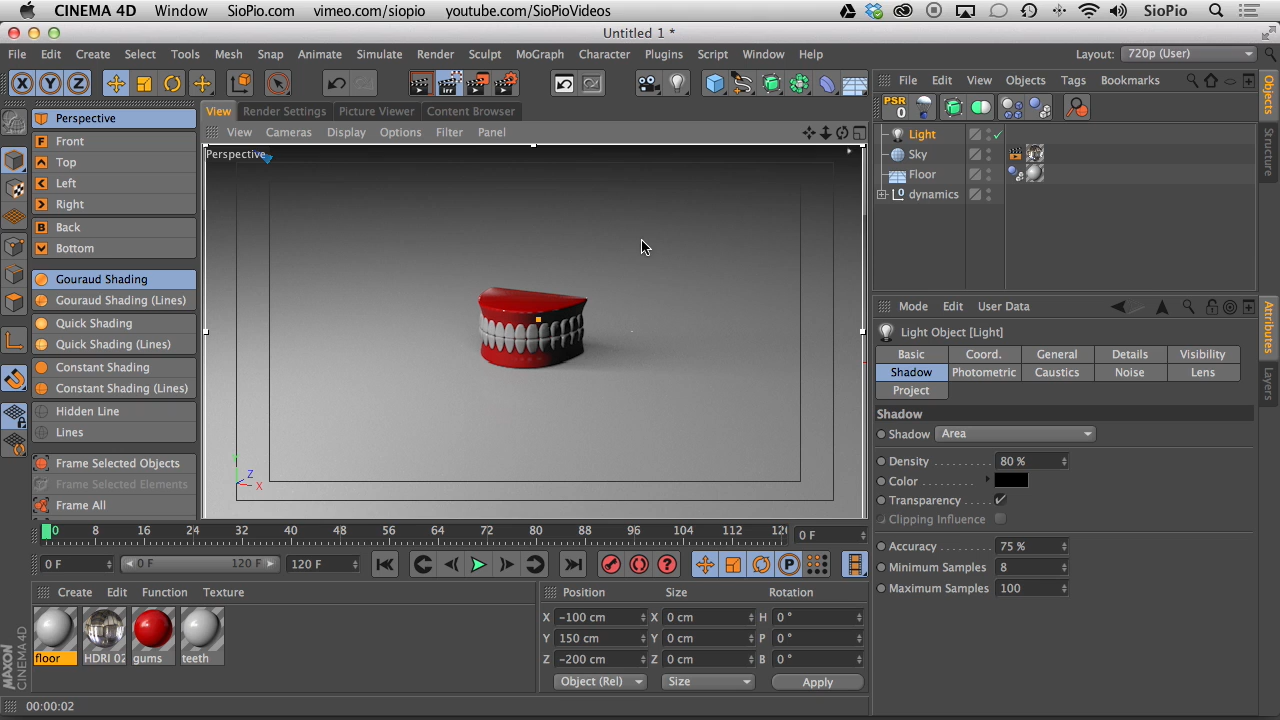 CINEMA 4D Window SioPio.com vimeo.com/siopio youtube.com/SioPioVideos SioPio
Untitled 1 *
File Edit Create Select Tools Mesh Snap Animate Simulate Render Sculpt MoGraph Character Plugins Script Window Help Layout: 720p (User)
X Y Z File Edit View Objects Tags Bookmarks
PSR
0
Perspective
Front
Top
Left
Right
Back
Bottom
Gouraud Shading
Gouraud Shading (Lines)
Quick Shading
Quick Shading (Lines)
Constant Shading
Constant Shading (Lines)
Hidden Line
Lines
Frame Selected Objects
Frame Selected Elements
Frame All
View Render Settings Picture Viewer Content Browser
View Cameras Display Options Filter Panel
Perspective
Y
Z
X
Light
Sky
Floor
dynamics
Objects
Structure
Mode Edit User Data
Light Object [Light]
Basic Coord. General Details Visibility
Shadow Photometric Caustics Noise Lens
Project
Shadow
Shadow Area
Density 80 %
Color
Transparency
Clipping Influence
Accuracy 75 %
Minimum Samples 8
Maximum Samples 100
Attributes
Layers
0 8 16 24 32 40 48 56 64 72 80 88 96 104 112 0 F
0 F 0 F 120 F 120 F P
Create Edit Function Texture
floor HDRI 02 gums teeth
Position Size Rotation
X -100 cm X 0 cm H 0 °
Y 150 cm Y 0 cm P 0 °
Z -200 cm Z 0 cm B 0 °
Object (Rel) Size Apply
MAXON
CINEMA 4D
00:00:02